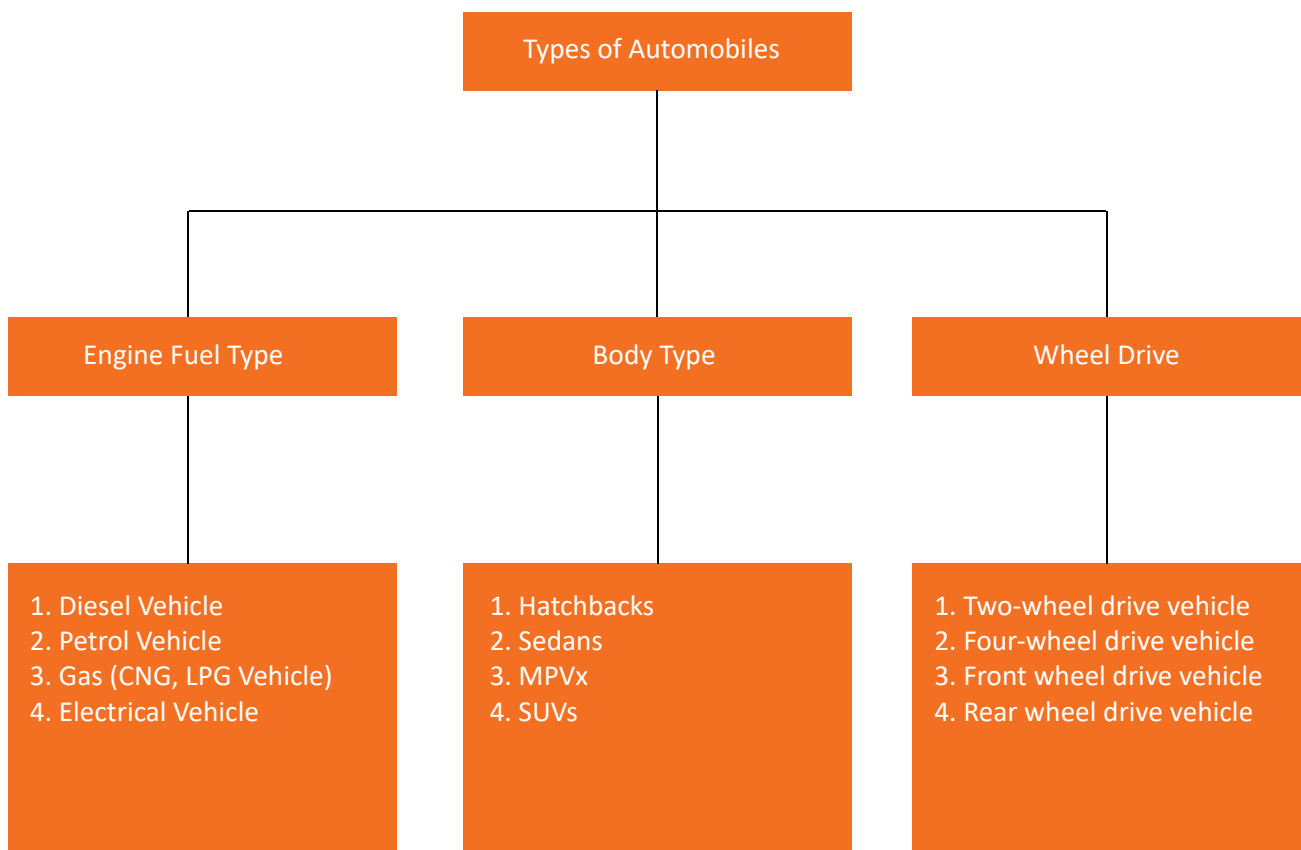 Types of Automobiles
Engine Fuel Type
Body Type
Wheel Drive
1. Diesel Vehicle
2. Petrol Vehicle
3. Gas (CNG, LPG Vehicle)
4. Electrical Vehicle
1. Hatchbacks
2. Sedans
3. MPVx
4. SUVs
1. Two-wheel drive vehicle
2. Four-wheel drive vehicle
3. Front wheel drive vehicle
4. Rear wheel drive vehicle